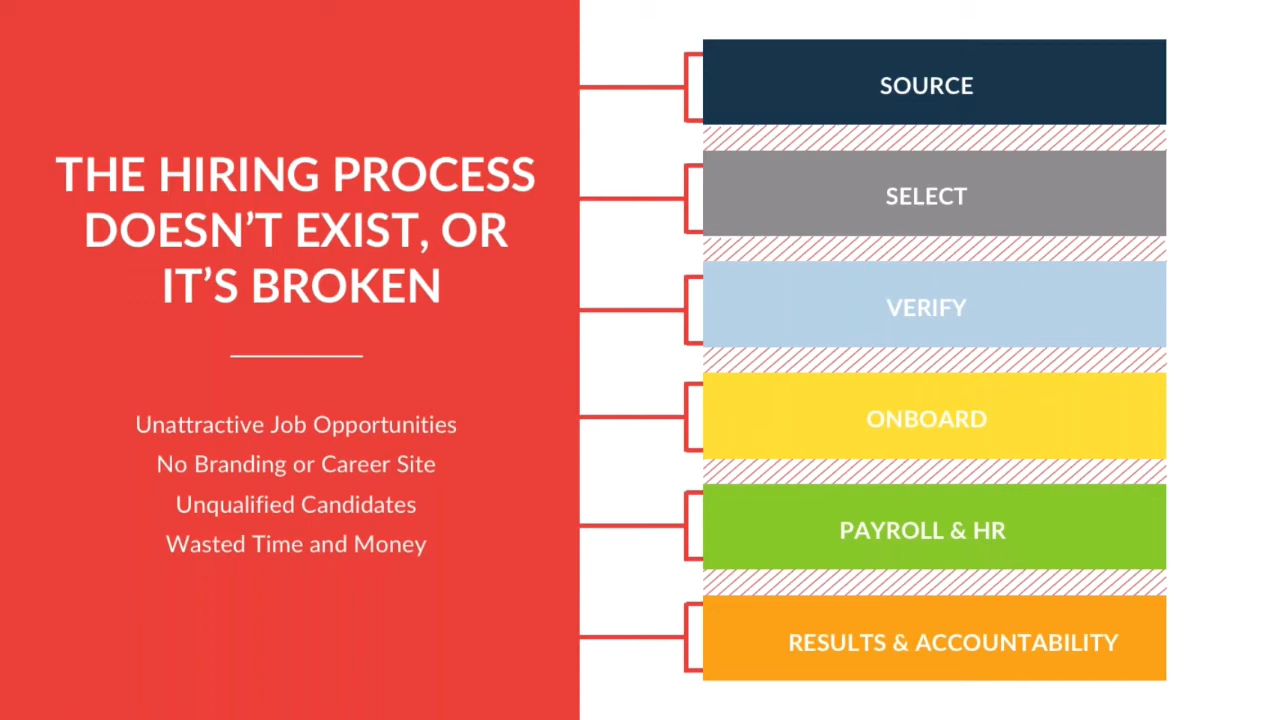 THE HIRING PROCESS
DOESN’T EXIST, OR
IT’S BROKEN
Unattractive Job Opportunities
No Branding or Career Site
Unqualified Candidates
Wasted Time and Money
SOURCE
SELECT
VERIFY
ONBOARD
PAYROLL & HR
RESULTS & ACCOUNTABILITY